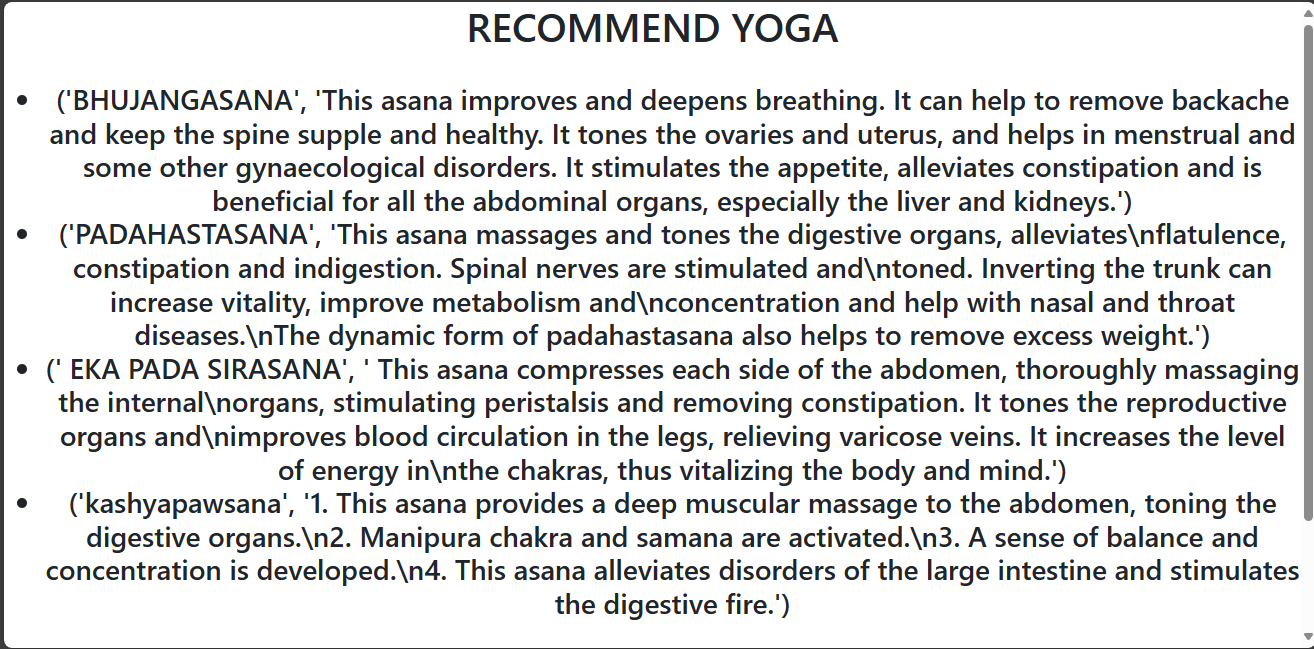 RECOMMEND YOGA
• ('BHUJANGASANA', 'This asana improves and deepens breathing. It can help to remove backache
and keep the spine supple and healthy. It tones the ovaries and uterus, and helps in menstrual and
some other gynaecological disorders. It stimulates the appetite, alleviates constipation and is
beneficial for all the abdominal organs, especially the liver and kidneys.')
• ('PADAHASTASANA', 'This asana massages and tones the digestive organs, alleviates\nflatulence,
constipation and indigestion. Spinal nerves are stimulated and\ntoned. Inverting the trunk can
increase vitality, improve metabolism and\nconcentration and help with nasal and throat
diseases.\nThe dynamic form of padahastasana also helps to remove excess weight.')
• (' EKA PADA SIRASANA', ' This asana compresses each side of the abdomen, thoroughly massaging
the internal\norgans, stimulating peristalsis and removing constipation. It tones the reproductive
organs and\nimproves blood circulation in the legs, relieving varicose veins. It increases the level
of energy in\nthe chakras, thus vitalizing the body and mind.')
• ('kashyapawsana', '1. This asana provides a deep muscular massage to the abdomen, toning the
digestive organs.\n2. Manipura chakra and samana are activated.\n3. A sense of balance and
concentration is developed.\n4. This asana alleviates disorders of the large intestine and stimulates
the digestive fire.')